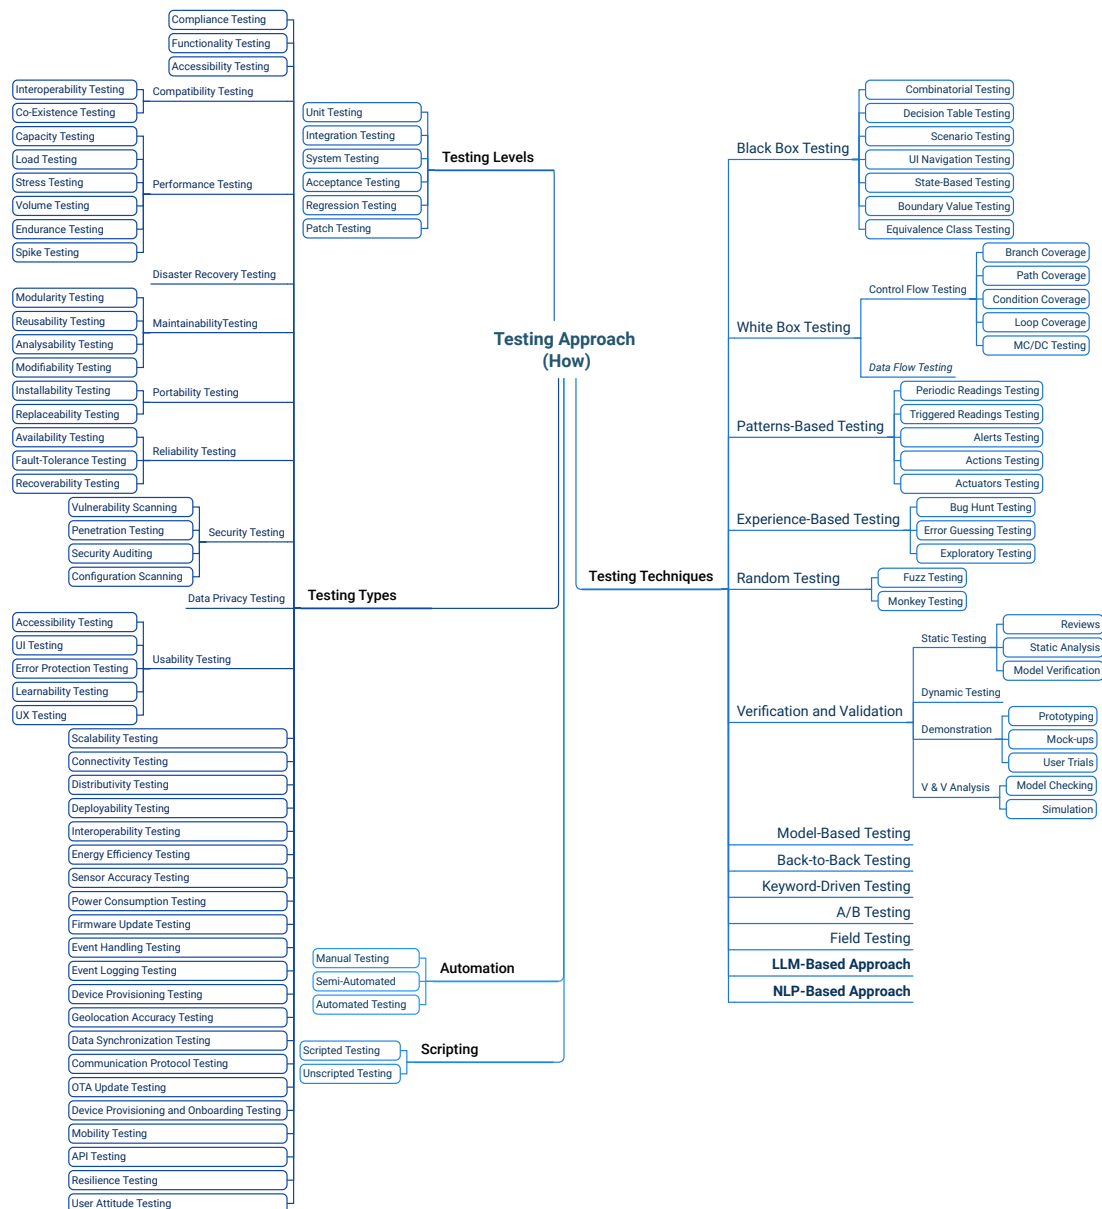 Compliance Testing
Functionality Testing
Accessibility Testing
Interoperability Testing
Co-Existence Testing
Compatibility Testing
Capacity Testing
Load Testing
Stress Testing
Volume Testing
Endurance Testing
Spike Testing
Performance Testing
Disaster Recovery Testing
Modularity Testing
Reusability Testing
Analysability Testing
Modifiability Testing
MaintainabilityTesting
Installability Testing
Replaceability Testing
Portability Testing
Availability Testing
Fault-Tolerance Testing
Recoverability Testing
Reliability Testing
Vulnerability Scanning
Penetration Testing
Security Auditing
Configuration Scanning
Security Testing
Data Privacy Testing
Accessibility Testing
UI Testing
Error Protection Testing
Learnability Testing
UX Testing
Usability Testing
Scalability Testing
Connectivity Testing
Distributivity Testing
Deployability Testing
Interoperability Testing
Energy Efficiency Testing
Sensor Accuracy Testing
Power Consumption Testing
Firmware Update Testing
Event Handling Testing
Event Logging Testing
Device Provisioning Testing
Geolocation Accuracy Testing
Data Synchronization Testing
Communication Protocol Testing
OTA Update Testing
Device Provisioning and Onboarding Testing
Mobility Testing
API Testing
Resilience Testing
User Attitude Testing
Testing Types
Unit Testing
Integration Testing
System Testing
Acceptance Testing
Regression Testing
Patch Testing
Testing Levels
Manual Testing
Semi-Automated
Automated Testing
Automation
Scripted Testing
Unscripted Testing
Scripting
Testing Approach
(How)
Testing Techniques
Black Box Testing
Combinatorial Testing
Decision Table Testing
Scenario Testing
UI Navigation Testing
State-Based Testing
Boundary Value Testing
Equivalence Class Testing
White Box Testing
Control Flow Testing
Branch Coverage
Path Coverage
Condition Coverage
Loop Coverage
MC/DC Testing
Data Flow Testing
Patterns-Based Testing
Periodic Readings Testing
Triggered Readings Testing
Alerts Testing
Actions Testing
Actuators Testing
Experience-Based Testing
Bug Hunt Testing
Error Guessing Testing
Exploratory Testing
Random Testing
Fuzz Testing
Monkey Testing
Verification and Validation
Static Testing
Reviews
Static Analysis
Model Verification
Dynamic Testing
Demonstration
Prototyping
Mock-ups
User Trials
V & V Analysis
Model Checking
Simulation
Model-Based Testing
Back-to-Back Testing
Keyword-Driven Testing
A/B Testing
Field Testing
LLM-Based Approach
NLP-Based Approach